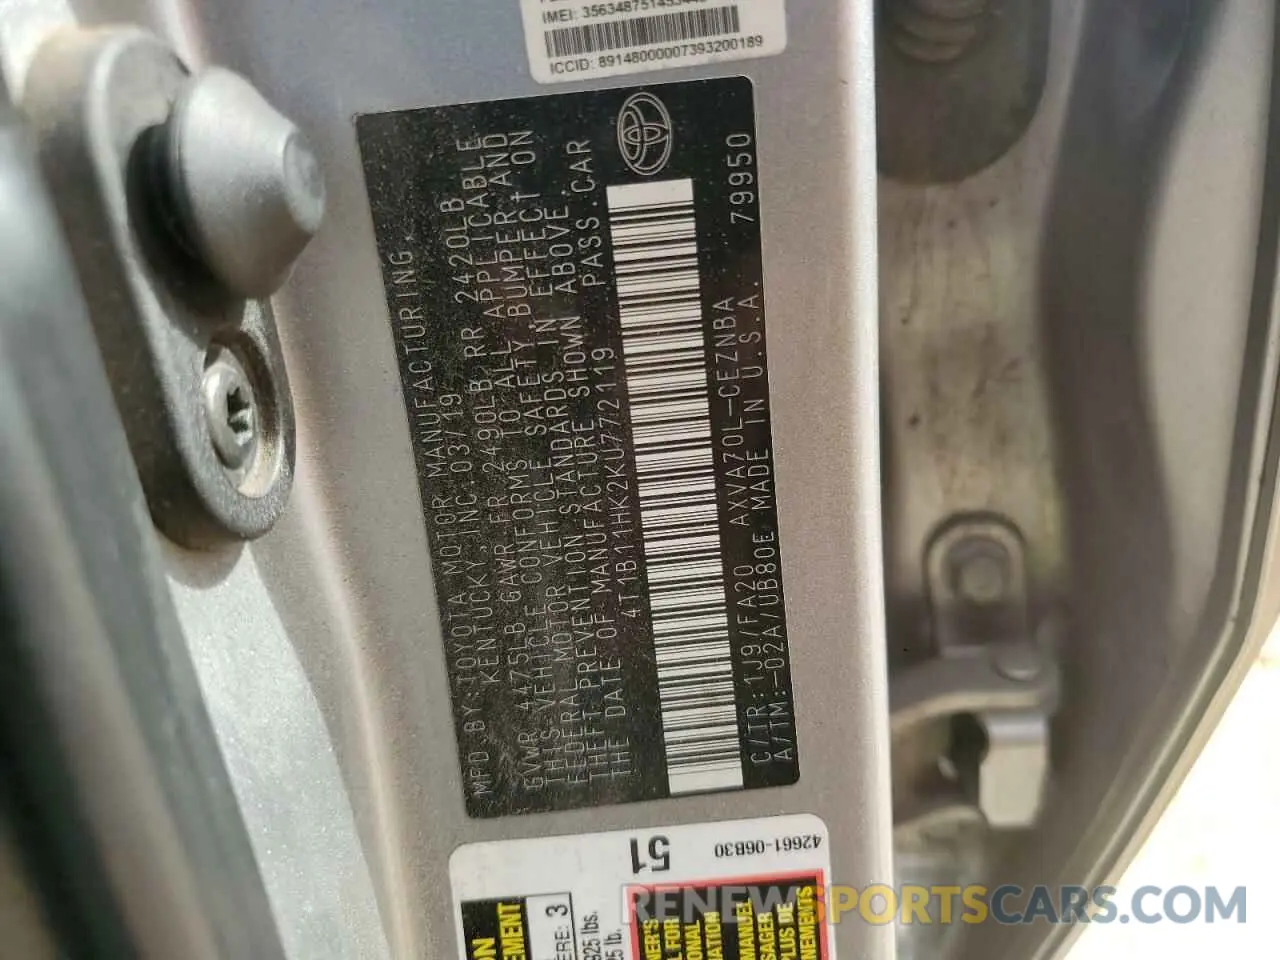 IMEI:
ICCID: 89148000007393200189
MFD.BY:TOYOTA MOTOR MANUFACTURING,
KENTUCKY,INC.03/19
GVWR 4475LB GAWR FR 2490LB RR 2420LB
THIS VEHICLE CONFORMS TO ALL APPLICABLE
FEDERAL MOTOR VEHICLE SAFETY,BUMPER,AND
THEFT PREVENTION STANDARDS IN EFFECT ON
THE DATE OF MANUFACTURE SHOWN ABOVE.
4T1B11HK2KU772119 PASS.CAR
C/TR:1J9/FA20 AXVA70L-CEZNBA 79950
A/TM:-02A/UB80E MADE IN U.S.A.
51
42661-06B30
RENEWSPORTSCARS.COM